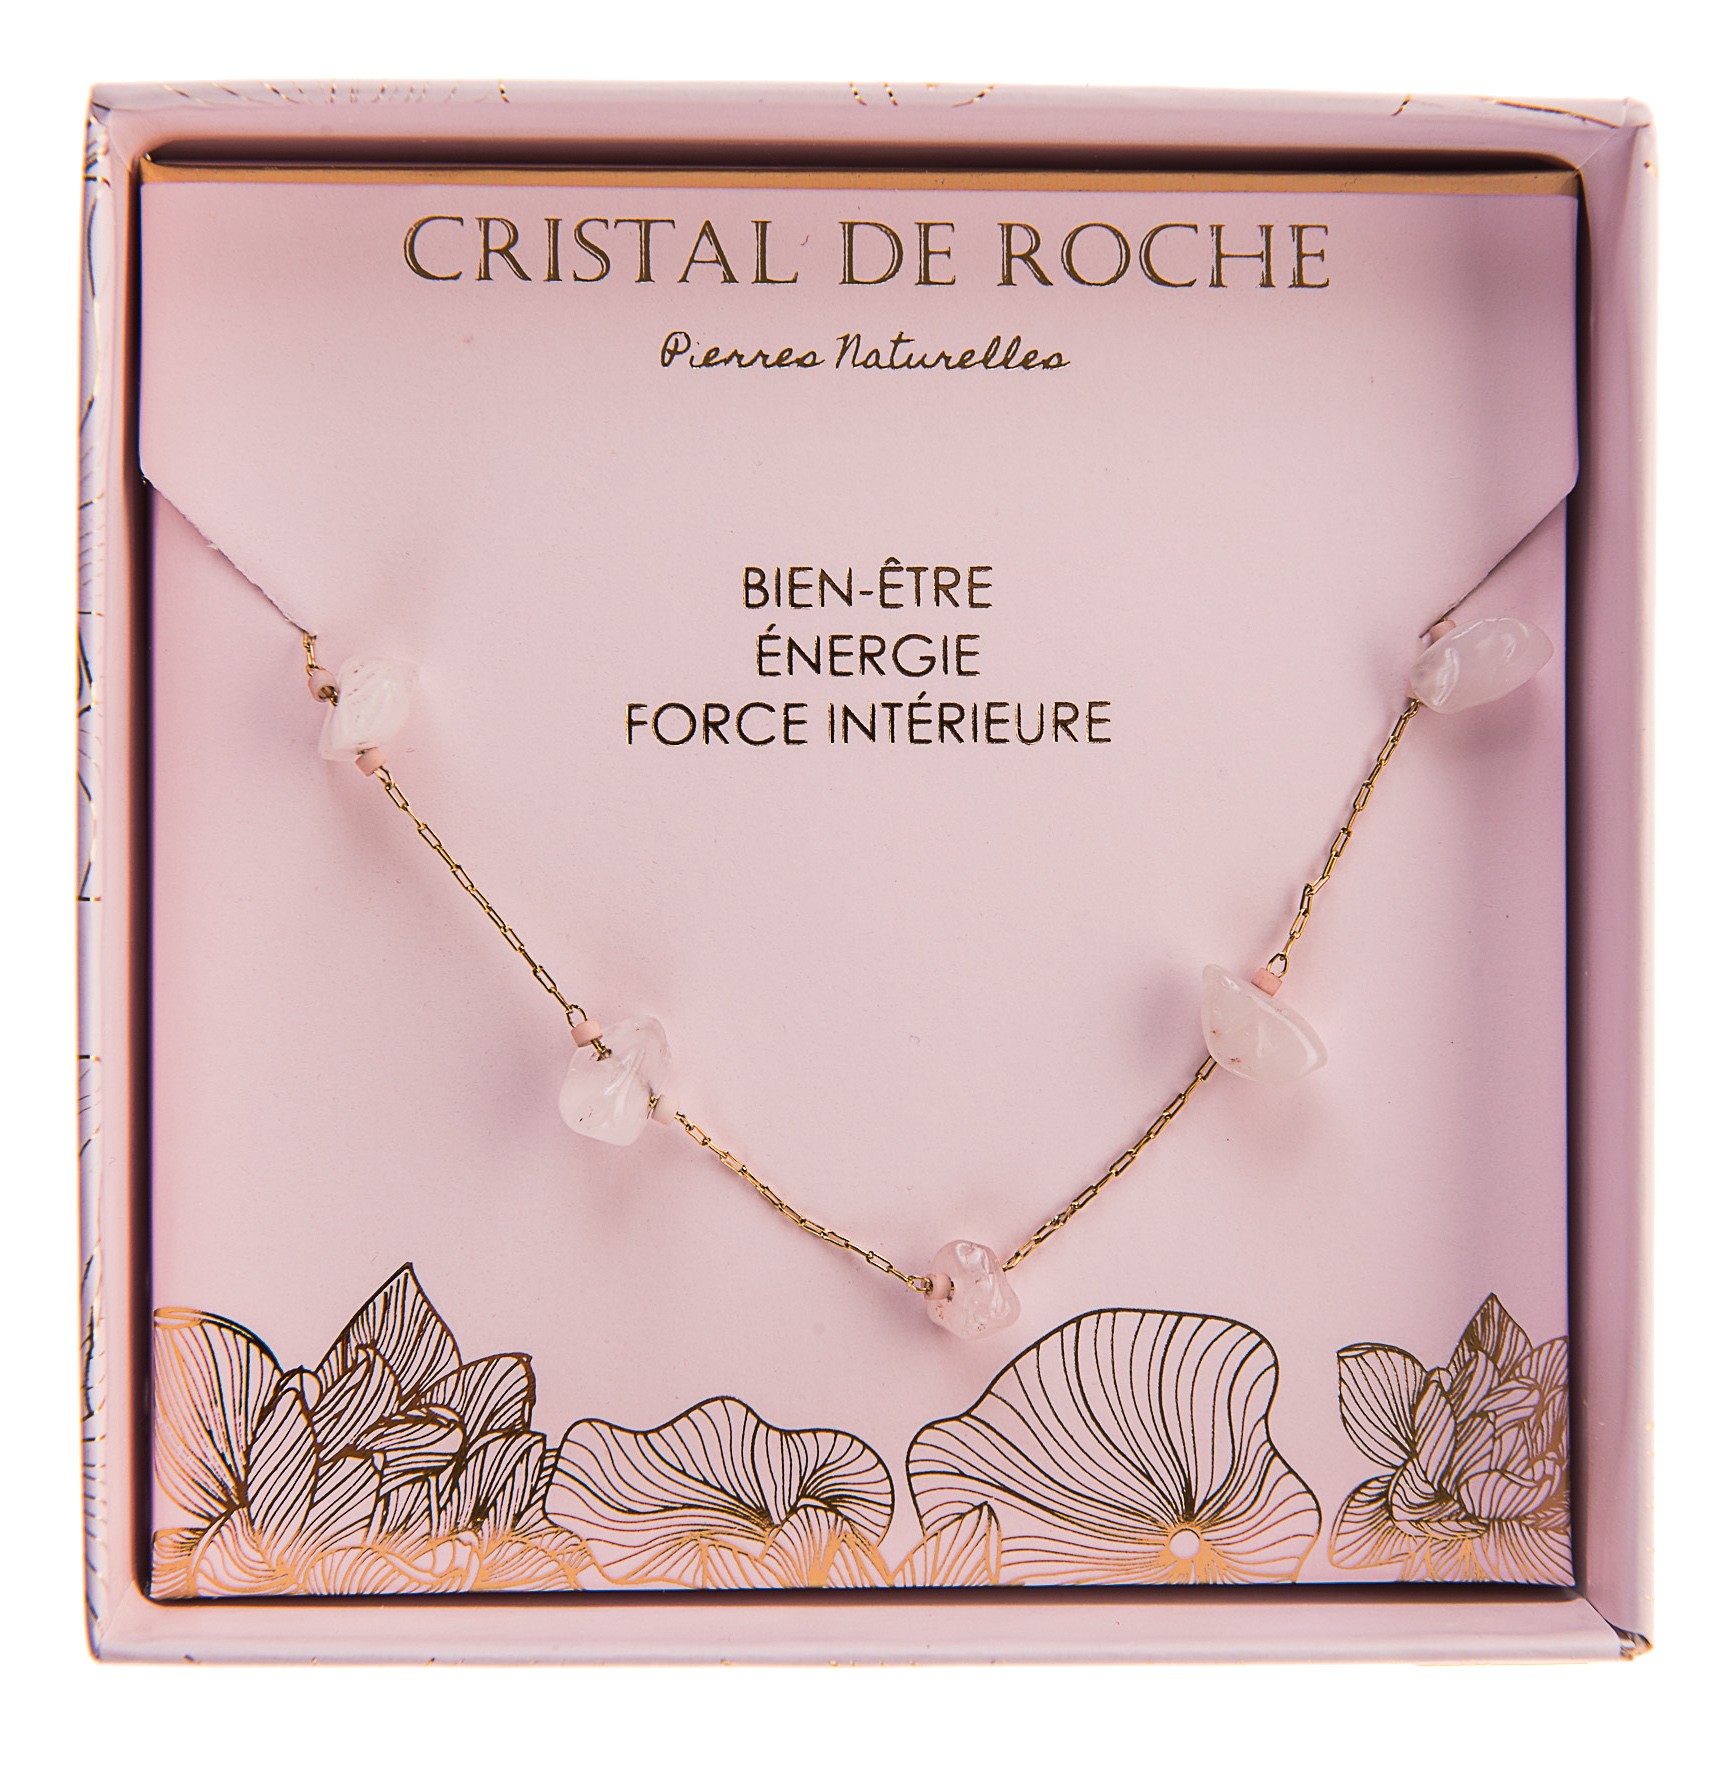 CRISTAL DE ROCHE
Pierres Naturelles
BIEN-ÊTRE
ÉNERGIE
FORCE INTÉRIEURE